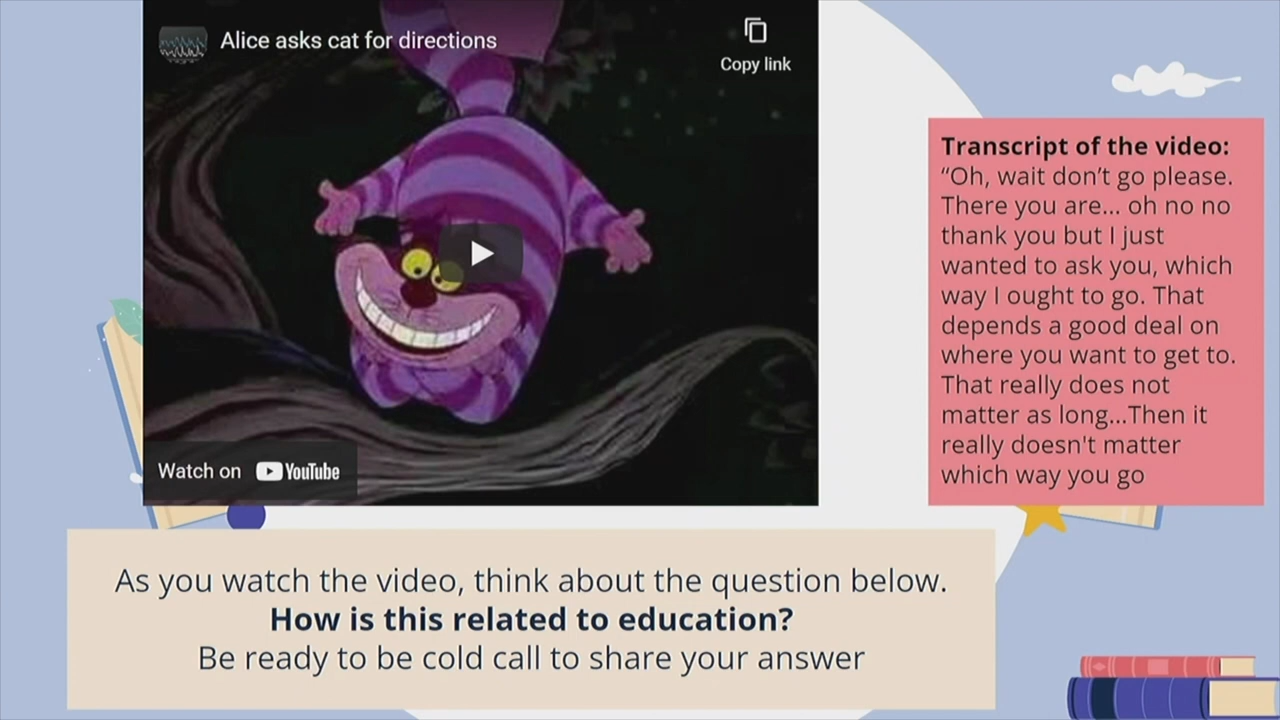 Alice asks cat for directions
Copy link
Watch on YouTube
Transcript of the video:
“Oh, wait don’t go please.
There you are... oh no no
thank you but I just
wanted to ask you, which
way I ought to go. That
depends a good deal on
where you want to get to.
That really does not
matter as long...Then it
really doesn't matter
which way you go
As you watch the video, think about the question below.
How is this related to education?
Be ready to be cold call to share your answer